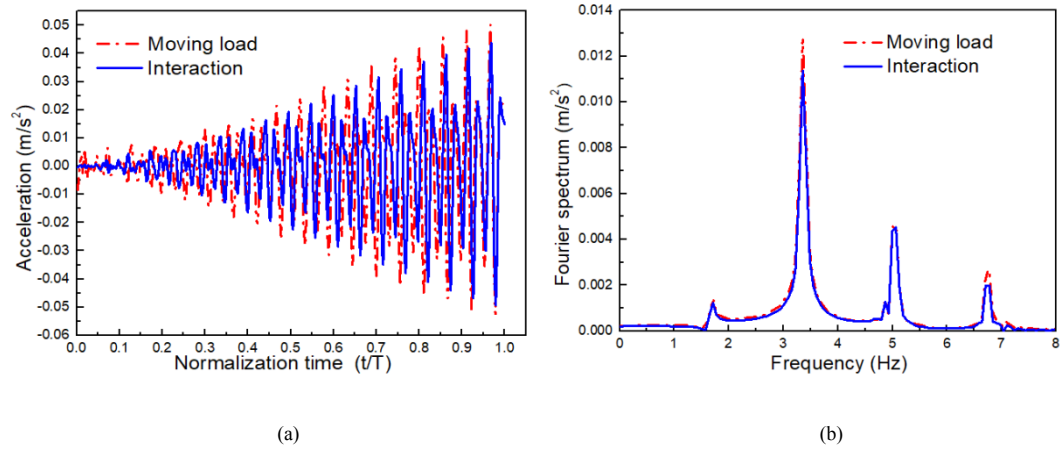 0.05
0.04
0.03
0.02
0.01
0.00
-0.01
-0.02
-0.03
-0.04
-0.05
-0.06
Acceleration (m/s²)
Moving load
Interaction
0.0 0.1 0.2 0.3 0.4 0.5 0.6 0.7 0.8 0.9 1.0
Normalization time (t/T)
(a)
0.014
0.012
0.010
0.008
0.006
0.004
0.002
0.000
Fourier spectrum (m/s²)
Moving load
Interaction
0 1 2 3 4 5 6 7 8
Frequency (Hz)
(b)